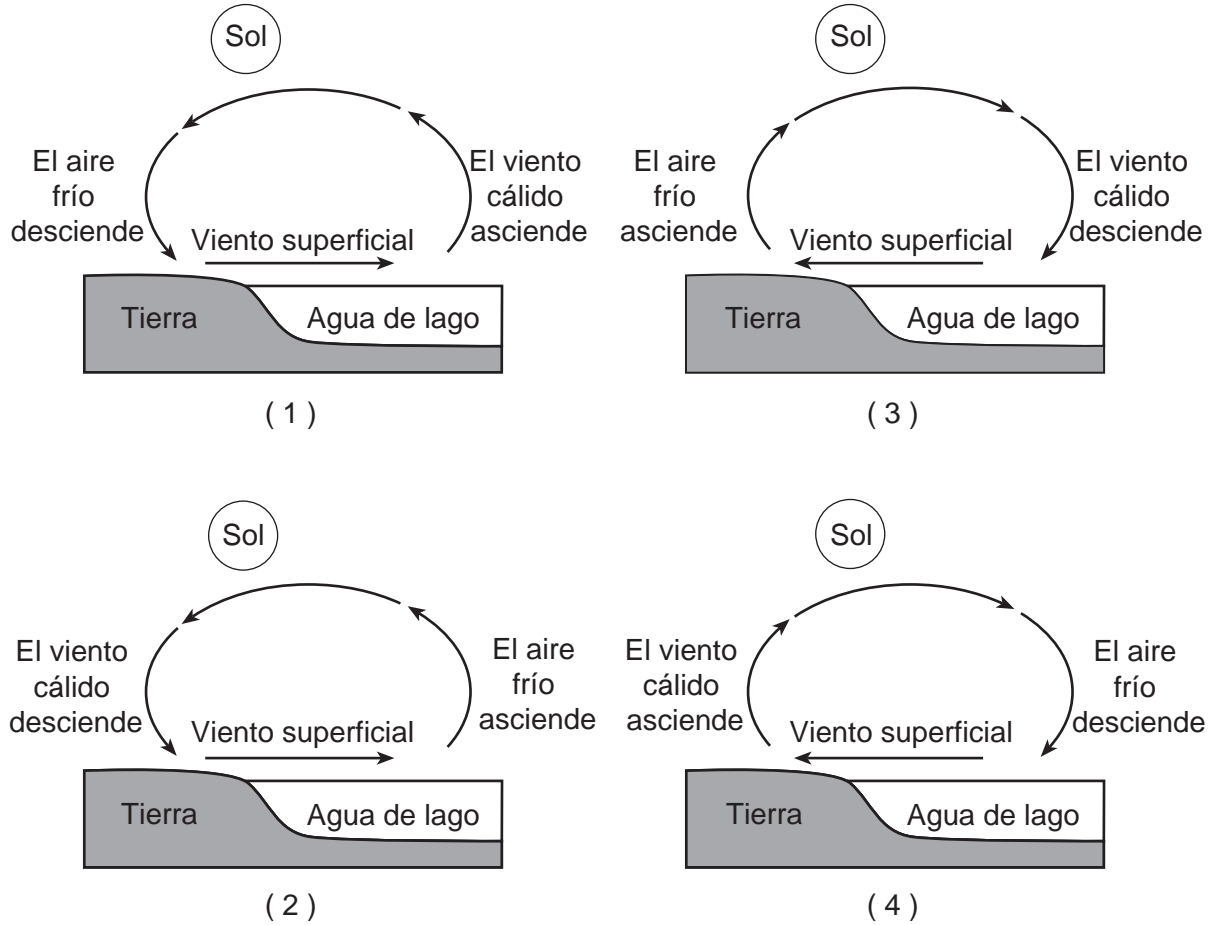 Sol
El aire
frío
desciende
El viento
cálido
asciende
Viento superficial
Tierra
Agua de lago
( 1 )
Sol
El aire
frío
asciende
El viento
cálido
desciende
Viento superficial
Tierra
Agua de lago
( 3 )
Sol
El viento
cálido
desciende
El aire
frío
asciende
Viento superficial
Tierra
Agua de lago
( 2 )
Sol
El viento
cálido
asciende
El aire
frío
desciende
Viento superficial
Tierra
Agua de lago
( 4 )